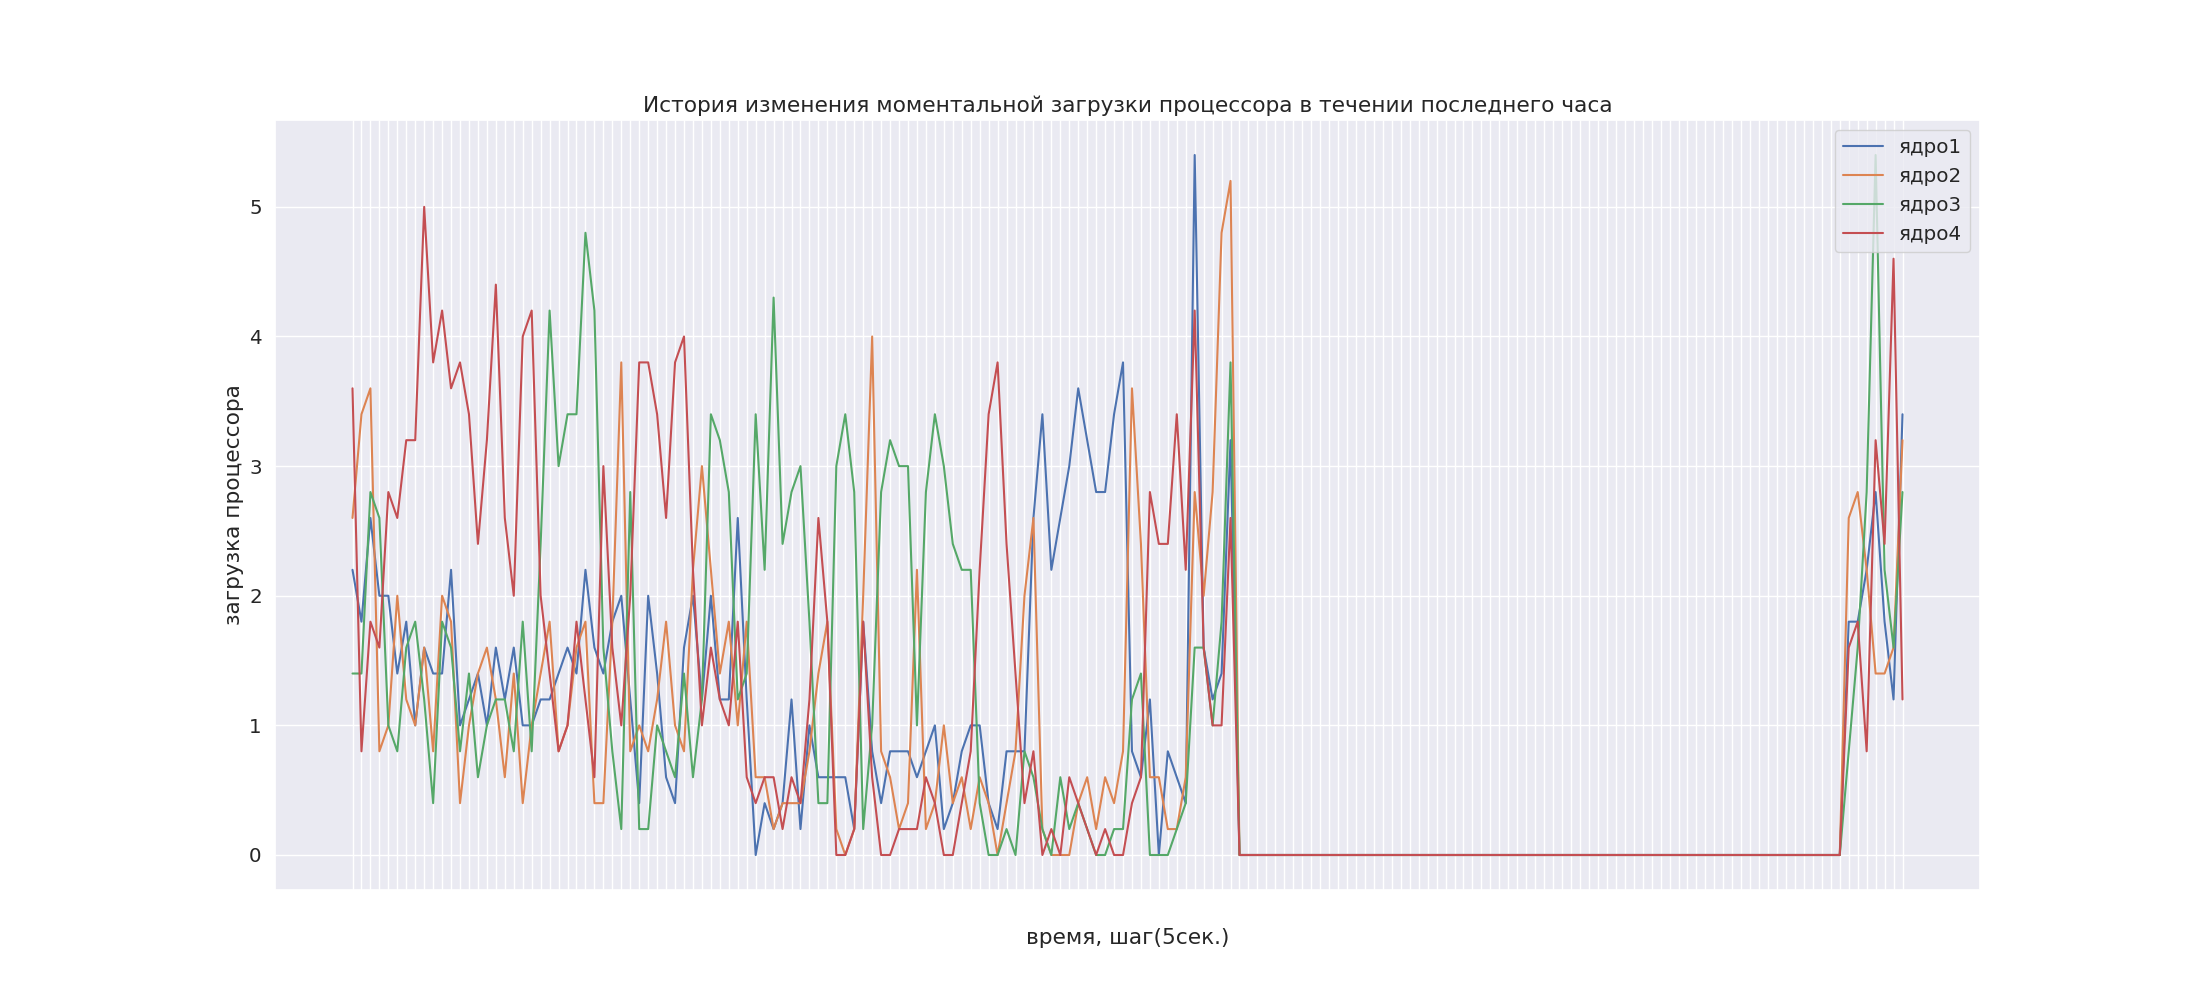 История изменения моментальной загрузки процессора в течении последнего часа
ядро1
ядро2
ядро3
ядро4
5
4
3
2
1
0
загрузка процессора
время, шаг(5сек.)